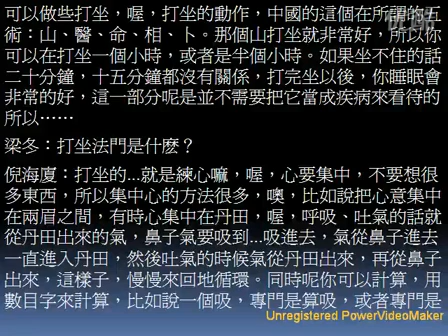 可以做些打坐，喔，打坐的動作，中國的這個在所謂的五
術：山、醫、命、相、卜。那個山打坐就非常好，所以你
可以在打坐一個小時，或者是半個小時。如果坐不住的話
二十分鐘，十五分鐘都沒有關係，打完坐以後，你睡眠會
非常的好，這一部分呢是並不需要把它當成疾病來看待的
所以……
梁冬：打坐法門是什麼？
倪海廈：打坐的...就是練心嘛，喔，心要集中，不要想很
多東西，所以集中心的方法很多，噢，比如說把心意集中
在兩眉之間，有時心集中在丹田，喔，呼吸、吐氣的話就
從丹田出來的氣，鼻子氣要吸到...吸進去，氣從鼻子進去
一直進入丹田，然後吐氣的時候氣從丹田出來，再從鼻子
出來，這樣子，慢慢來回地循環。同時呢你可以計算，用
數目字來計算，比如說一個吸，專門是算吸，或者專門是
Unregistered PowerVideoMaker